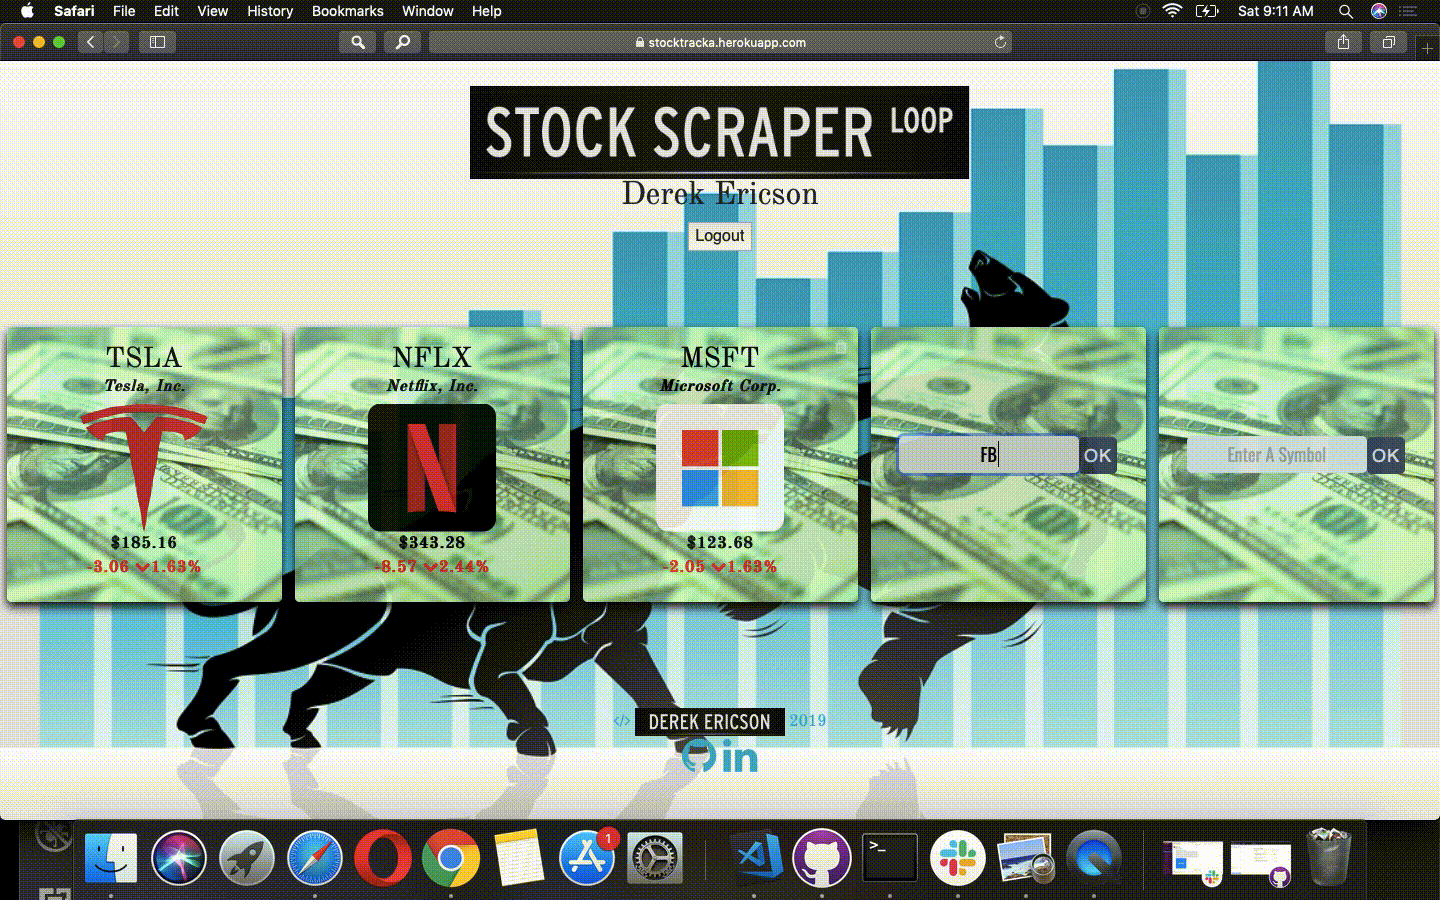 Safari File Edit View History Bookmarks Window Help Sat 9:11 AM
stocktracka.herokuapp.com
STOCK SCRAPER LOOP
Derek Ericson
Logout
TSLA
Tesla, Inc.
$185.16
-3.06 1.63%
NFLX
Netflix, Inc.
N
$343.28
-8.57 2.44%
MSFT
Microsoft Corp.
$123.68
-2.05 1.63%
FB OK
Enter A Symbol OK
</> DEREK ERICSON 2019
in
1
>_